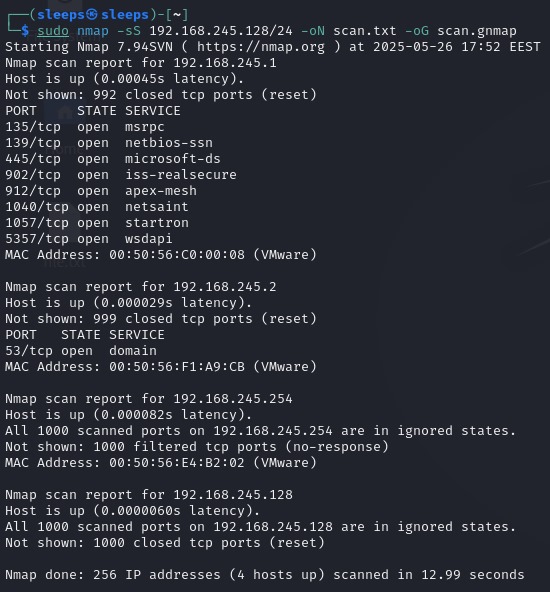 ┌──(sleeps㉿sleeps)-[~]
└─$ sudo nmap -sS 192.168.245.128/24 -oN scan.txt -oG scan.gnmap
Starting Nmap 7.94SVN ( https://nmap.org ) at 2025-05-26 17:52 EEST
Nmap scan report for 192.168.245.1
Host is up (0.00045s latency).
Not shown: 992 closed tcp ports (reset)
PORT     STATE SERVICE
135/tcp  open  msrpc
139/tcp  open  netbios-ssn
445/tcp  open  microsoft-ds
902/tcp  open  iss-realsecure
912/tcp  open  apex-mesh
1040/tcp open  netsaint
1057/tcp open  startron
5357/tcp open  wsdapi
MAC Address: 00:50:56:C0:00:08 (VMware)

Nmap scan report for 192.168.245.2
Host is up (0.000029s latency).
Not shown: 999 closed tcp ports (reset)
PORT   STATE SERVICE
53/tcp open  domain
MAC Address: 00:50:56:F1:A9:CB (VMware)

Nmap scan report for 192.168.245.254
Host is up (0.000082s latency).
All 1000 scanned ports on 192.168.245.254 are in ignored states.
Not shown: 1000 filtered tcp ports (no-response)
MAC Address: 00:50:56:E4:B2:02 (VMware)

Nmap scan report for 192.168.245.128
Host is up (0.0000060s latency).
All 1000 scanned ports on 192.168.245.128 are in ignored states.
Not shown: 1000 closed tcp ports (reset)

Nmap done: 256 IP addresses (4 hosts up) scanned in 12.99 seconds